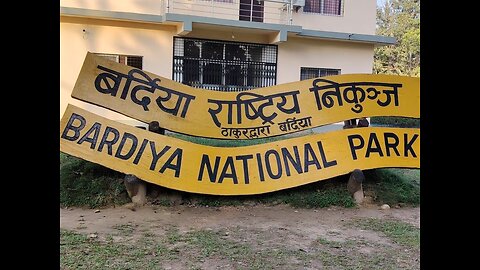 बर्दिया राष्ट्रिय निकुञ्ज
ठाकुरद्वारा बर्दिया
BARDIYA NATIONAL PARK